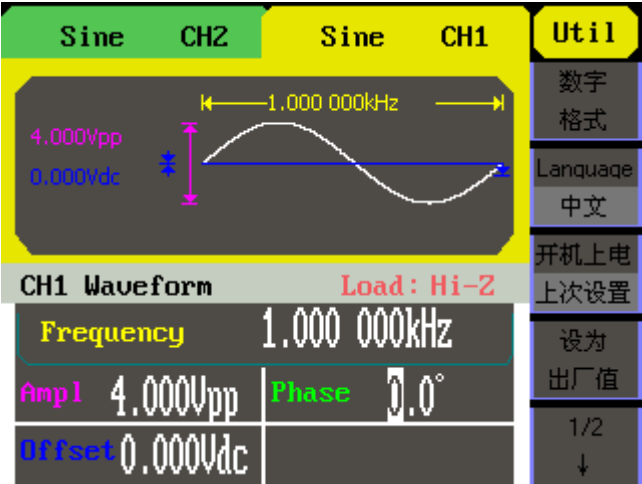 Sine CH2 Sine CH1 Util
1.000 000kHz
4.000Vpp
0.000Vdc
CH1 Waveform Load: Hi-Z
Frequency 1.000 000kHz
Ampl 4.000Vpp Phase 0.0°
Offset 0.000Vdc
数字
格式
Language
中文
开机上电
上次设置
设为
出厂值
1/2
↓